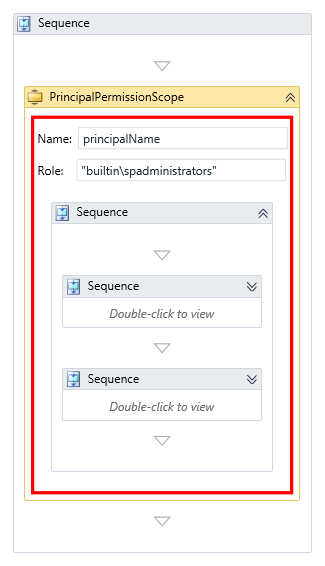 Sequence
PrincipalPermissionScope
Name: principalName
Role: "builtin\spadministrators"
Sequence
Sequence
Double-click to view
Sequence
Double-click to view